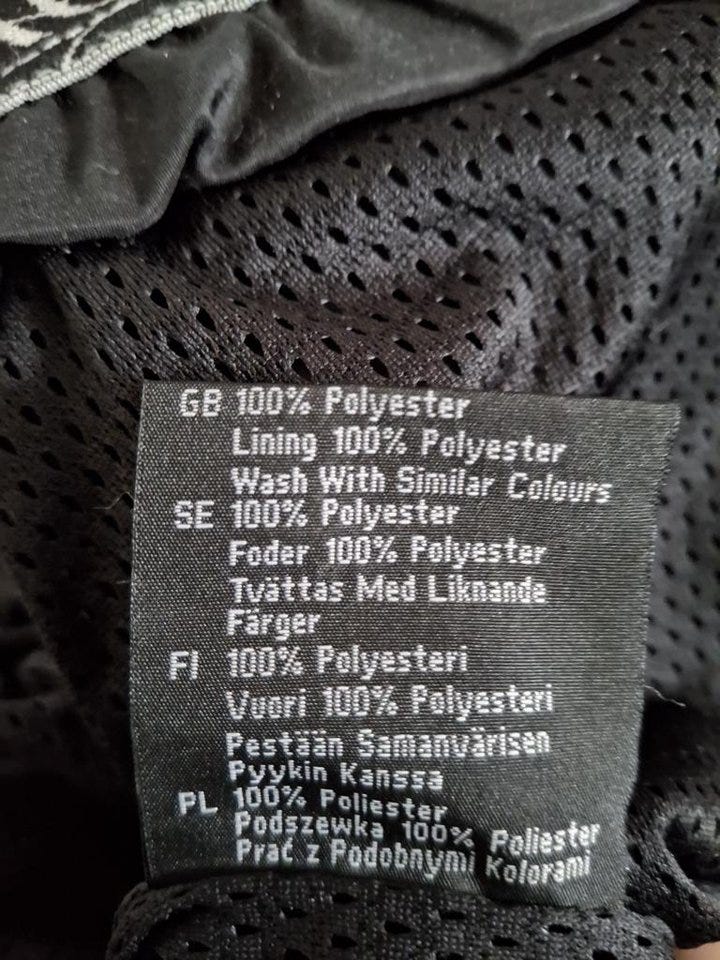 GB 100% Polyester
Lining 100% Polyester
Wash With Similar Colours
SE 100% Polyester
Foder 100% Polyester
Tvättas Med Liknande
Färger
FI 100% Polyesteri
Vuori 100% Polyesteri
Pestään Samanvärisen
Pyykin Kanssa
PL 100% Poliester
Podszewka 100% Poliester
Prać z Podobnymi Kolorami